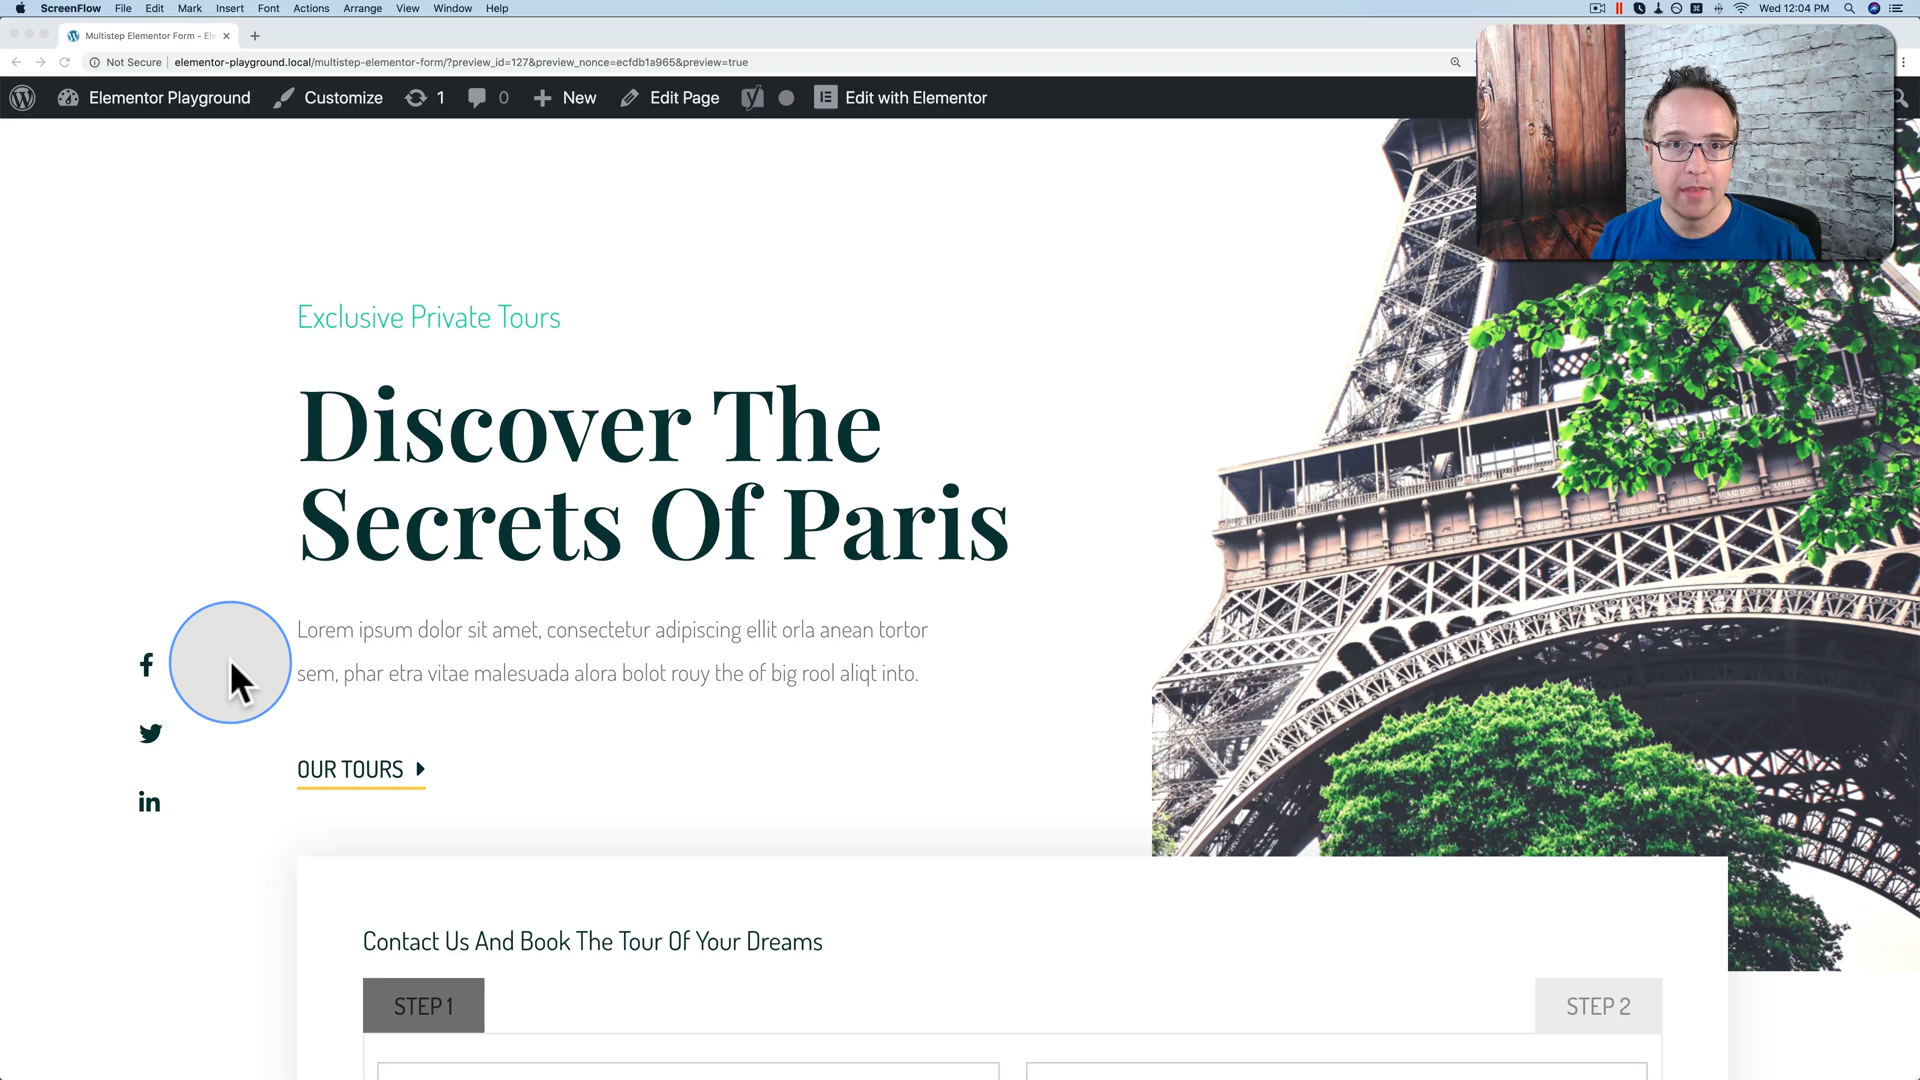 ScreenFlow File Edit Mark Insert Font Actions Arrange View Window Help Wed 12:04 PM
Multistep Elementor Form - Ele
Not Secure elementor-playground.local/multistep-elementor-form/?preview_id=127&preview_nonce=ecfdb1a965&preview=true
Elementor Playground Customize 1 0 New Edit Page Edit with Elementor
Exclusive Private Tours
Discover The
Secrets Of Paris
Lorem ipsum dolor sit amet, consectetur adipiscing ellit orla anean tortor
sem, phar etra vitae malesuada alora bolot rouy the of big rool aliqt into.
OUR TOURS
Contact Us And Book The Tour Of Your Dreams
STEP 1 STEP 2